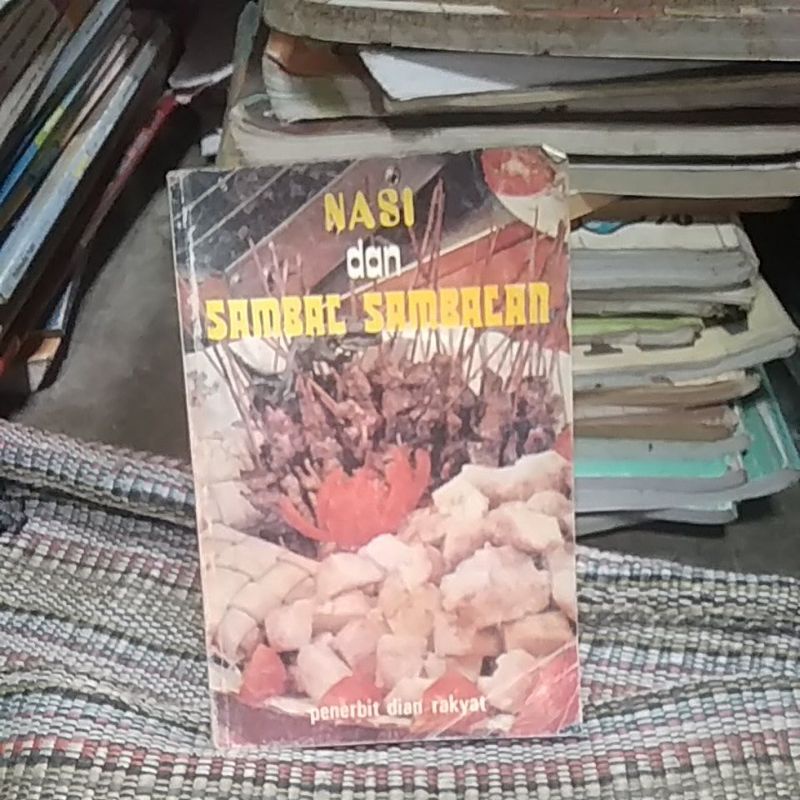 NASI
dan
SAMBAL SAMBALAN
penerbit dian rakyat